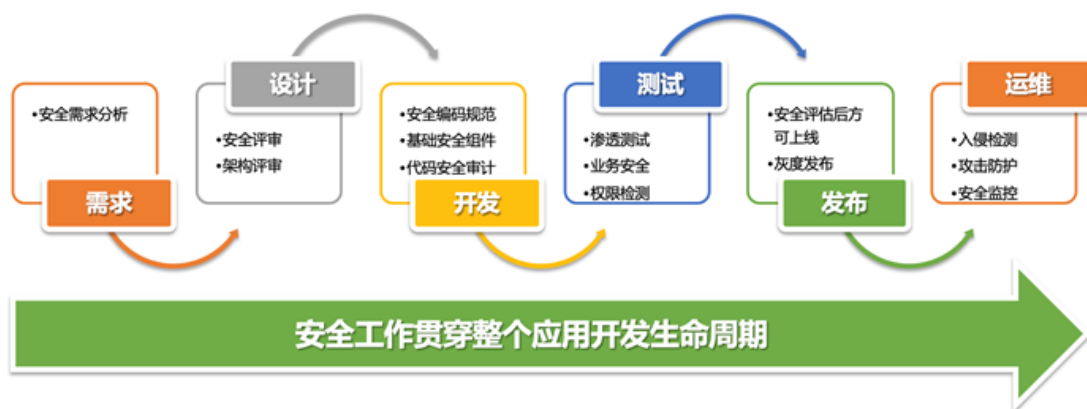 需求
•安全需求分析
设计
•安全评审
•架构评审
开发
•安全编码规范
•基础安全组件
•代码安全审计
测试
•渗透测试
•业务安全
•权限检测
发布
•安全评估后方
可上线
•灰度发布
运维
•入侵检测
•攻击防护
•安全监控
安全工作贯穿整个应用开发生命周期